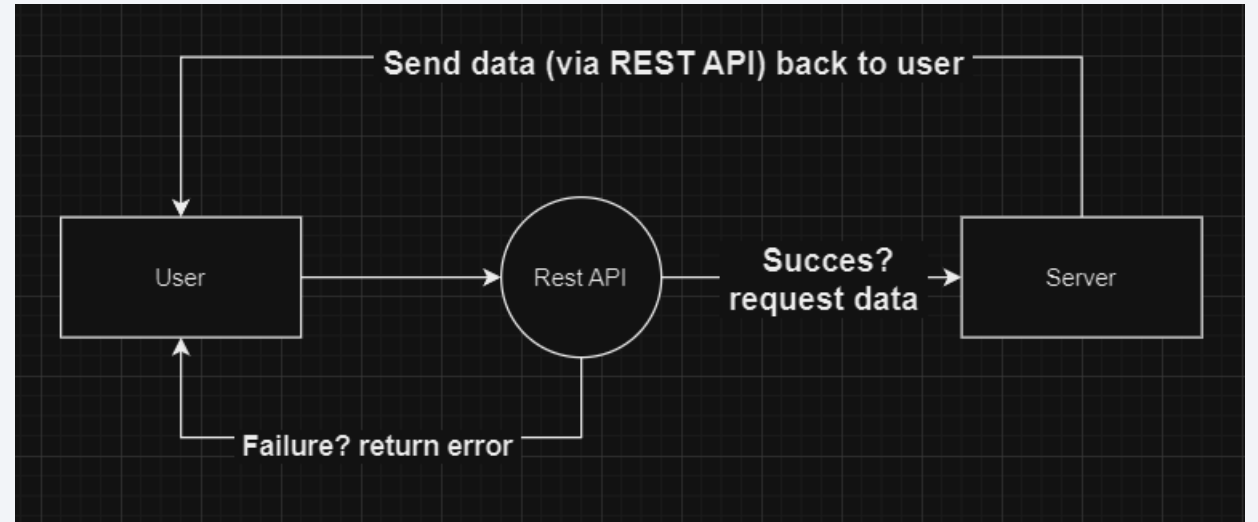 Send data (via REST API) back to user
User
Rest API
Succes?
request data
Server
Failure? return error